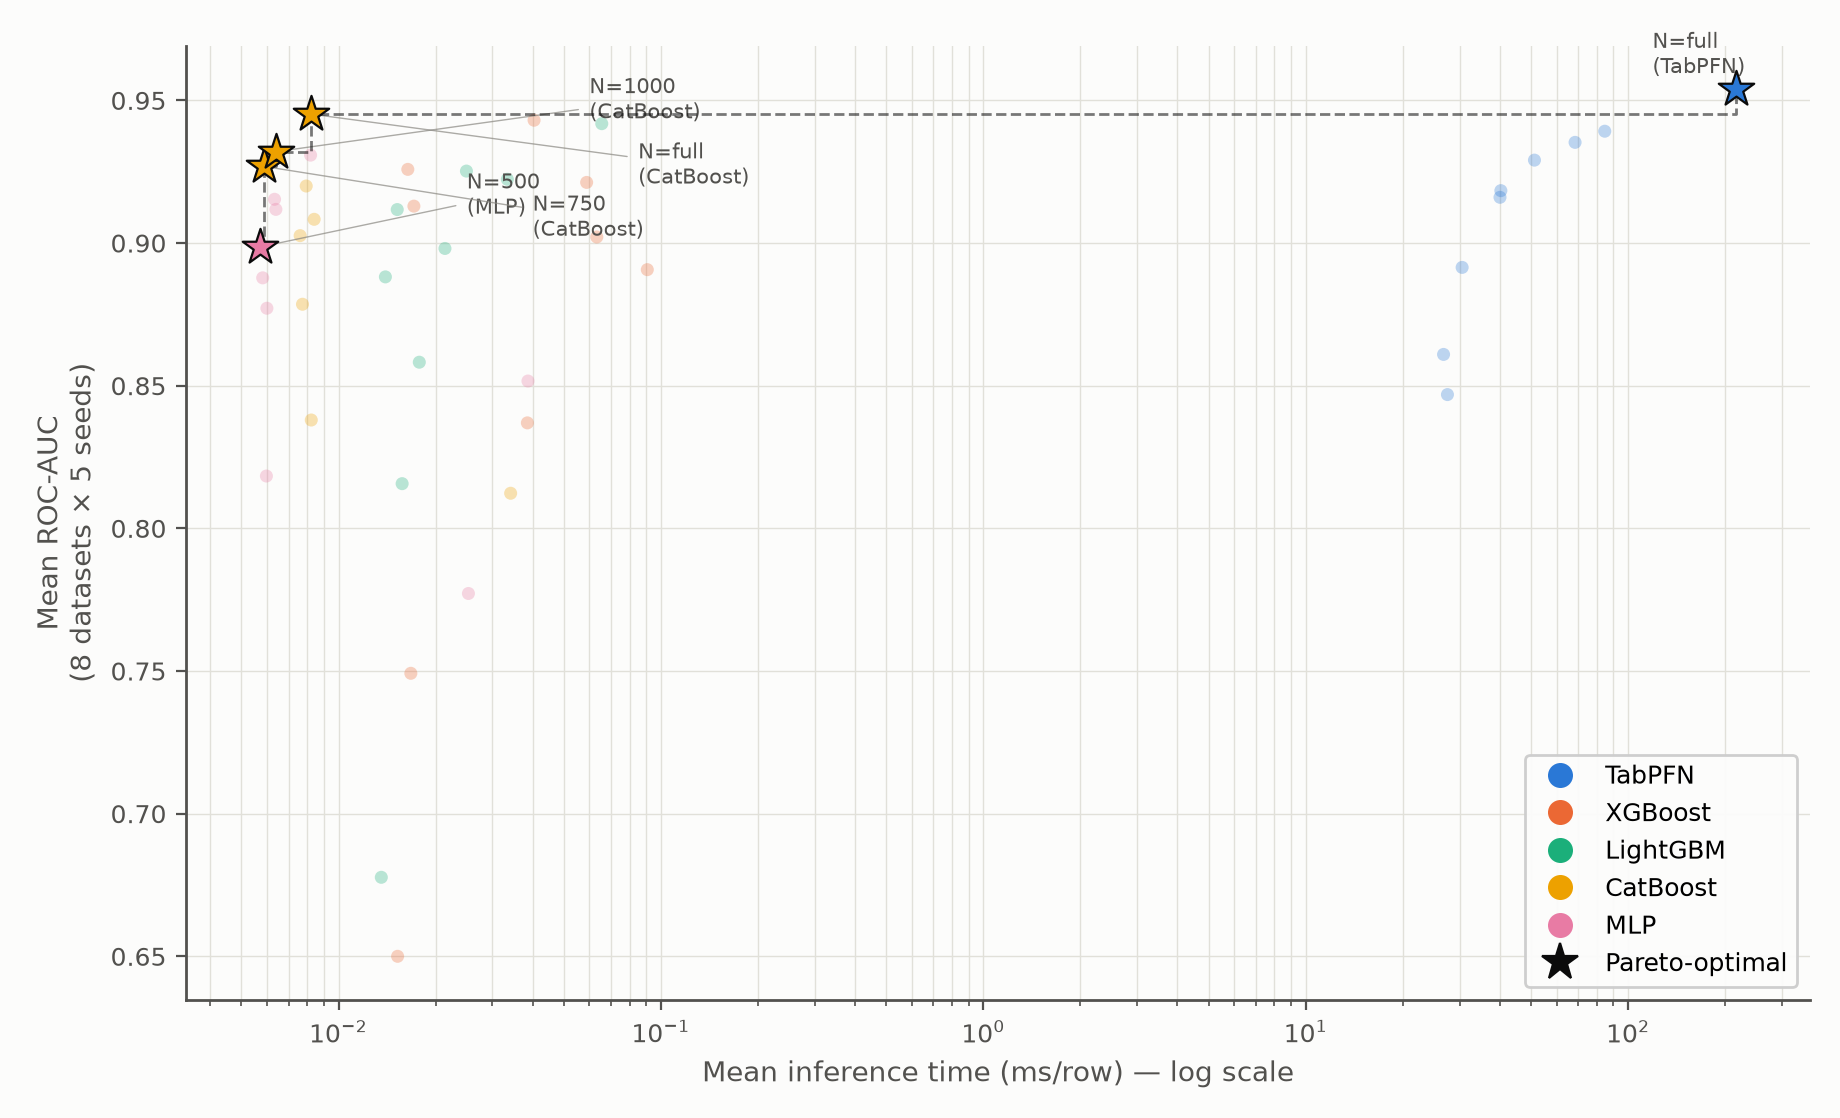 N=full
(TabPFN)
N=1000
(CatBoost)
N=full
(CatBoost)
N=500
(MLP)
N=750
(CatBoost)
0.95
0.90
0.85
0.80
0.75
0.70
0.65
Mean ROC-AUC
(8 datasets × 5 seeds)
10⁻²
10⁻¹
10⁰
10¹
10²
Mean inference time (ms/row) — log scale
TabPFN
XGBoost
LightGBM
CatBoost
MLP
Pareto-optimal